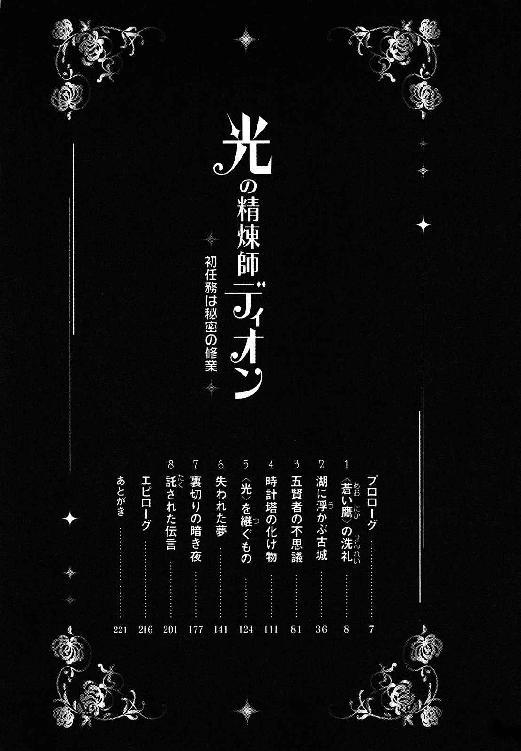 光の精煉師ディオン
初任務は秘密の修業
プロローグ 7
1 〈蒼い鷹〉の洗礼 8
2 湖に浮かぶ古城 36
3 五賢者の不思議 81
4 時計塔の化け物 111
5 〈光〉を継ぐもの 124
6 失われた夢 141
7 裏切りの暗き夜 177
8 託された伝言 201
エピローグ 216
あとがき 221